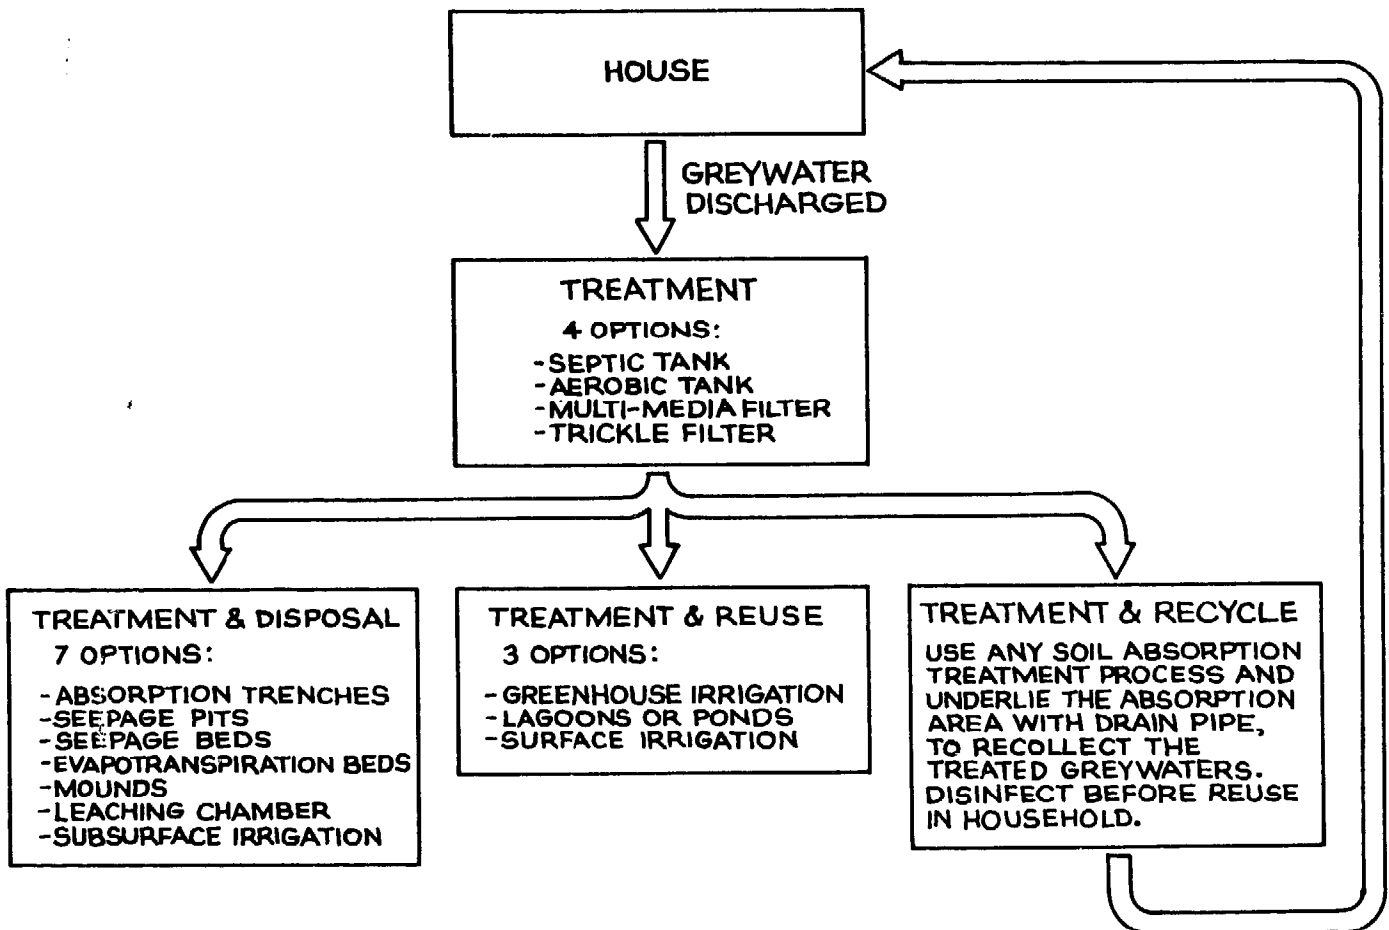 HOUSE
GREYWATER
DISCHARGED
TREATMENT
4 OPTIONS:
-SEPTIC TANK
-AEROBIC TANK
-MULTI-MEDIA FILTER
-TRICKLE FILTER
TREATMENT & DISPOSAL
7 OPTIONS:
-ABSORPTION TRENCHES
-SEEPAGE PITS
-SEEPAGE BEDS
-EVAPOTRANSPIRATION BEDS
-MOUNDS
-LEACHING CHAMBER
-SUBSURFACE IRRIGATION
TREATMENT & REUSE
3 OPTIONS:
-GREENHOUSE IRRIGATION
-LAGOONS OR PONDS
-SURFACE IRRIGATION
TREATMENT & RECYCLE
USE ANY SOIL ABSORPTION
TREATMENT PROCESS AND
UNDERLIE THE ABSORPTION
AREA WITH DRAIN PIPE,
TO RECOLLECT THE
TREATED GREYWATERS.
DISINFECT BEFORE REUSE
IN HOUSEHOLD.